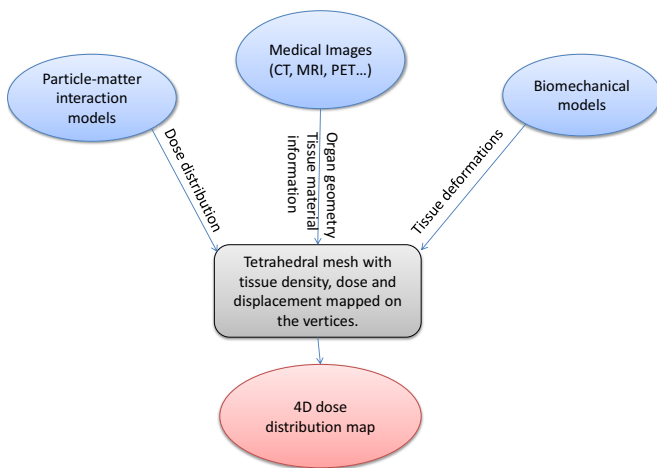 Medical Images
(CT, MRI, PET...)
Particle-matter
interaction
models
Biomechanical
models
Dose distribution
Organ geometry
Tissue material
information
Tissue deformations
Tetrahedral mesh with
tissue density, dose and
displacement mapped on
the vertices.
4D dose
distribution map